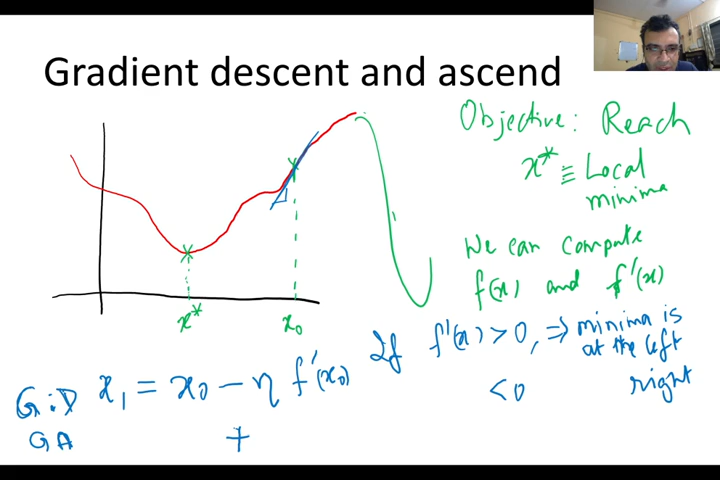 Gradient descent and ascend
Objective: Reach
x* ≡ Local
minima
We can compute
f(x) and f'(x)
x* x₀
If f'(x) > 0, ⇒ minima is
at the left
< 0 right
G.D x₁ = x₀ − η f'(x₀)
GA +